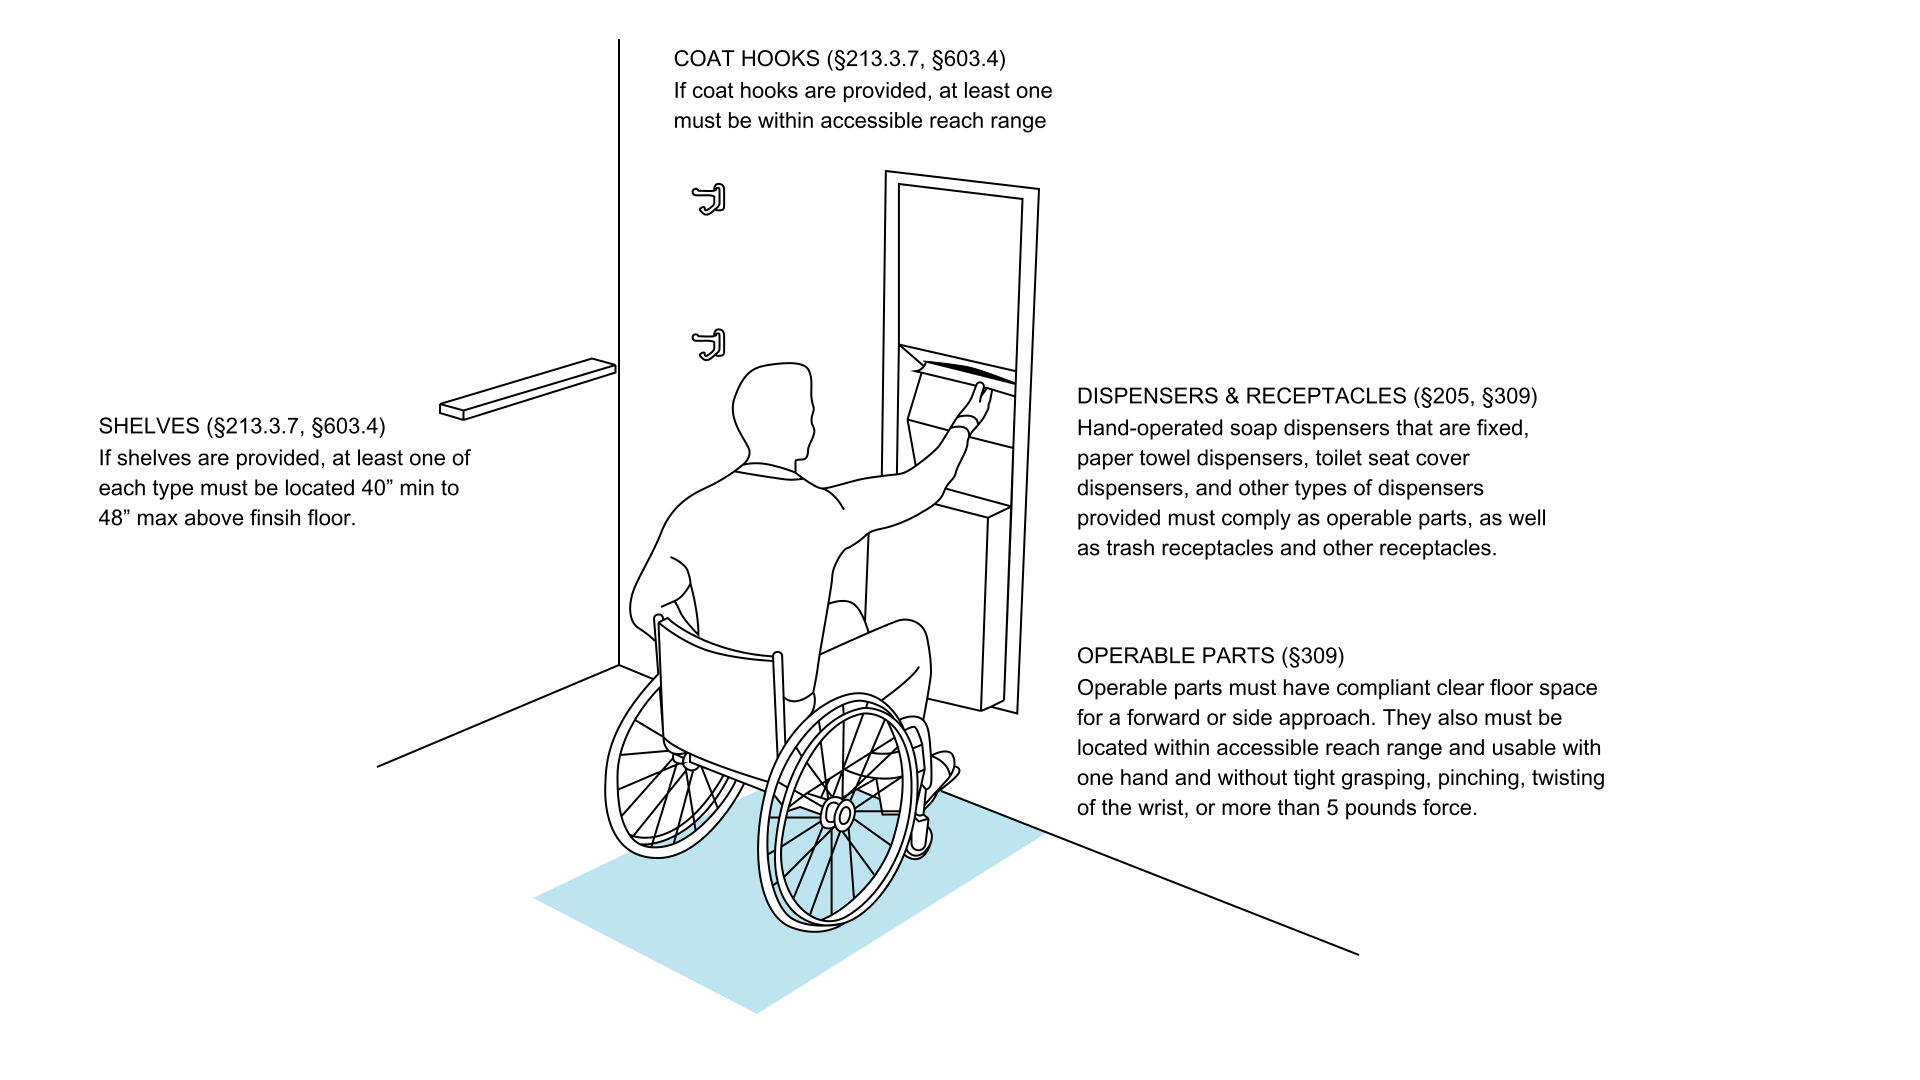 COAT HOOKS (§213.3.7, §603.4)
If coat hooks are provided, at least one
must be within accessible reach range
SHELVES (§213.3.7, §603.4)
If shelves are provided, at least one of
each type must be located 40” min to
48” max above finsih floor.
DISPENSERS & RECEPTACLES (§205, §309)
Hand-operated soap dispensers that are fixed,
paper towel dispensers, toilet seat cover
dispensers, and other types of dispensers
provided must comply as operable parts, as well
as trash receptacles and other receptacles.
OPERABLE PARTS (§309)
Operable parts must have compliant clear floor space
for a forward or side approach. They also must be
located within accessible reach range and usable with
one hand and without tight grasping, pinching, twisting
of the wrist, or more than 5 pounds force.